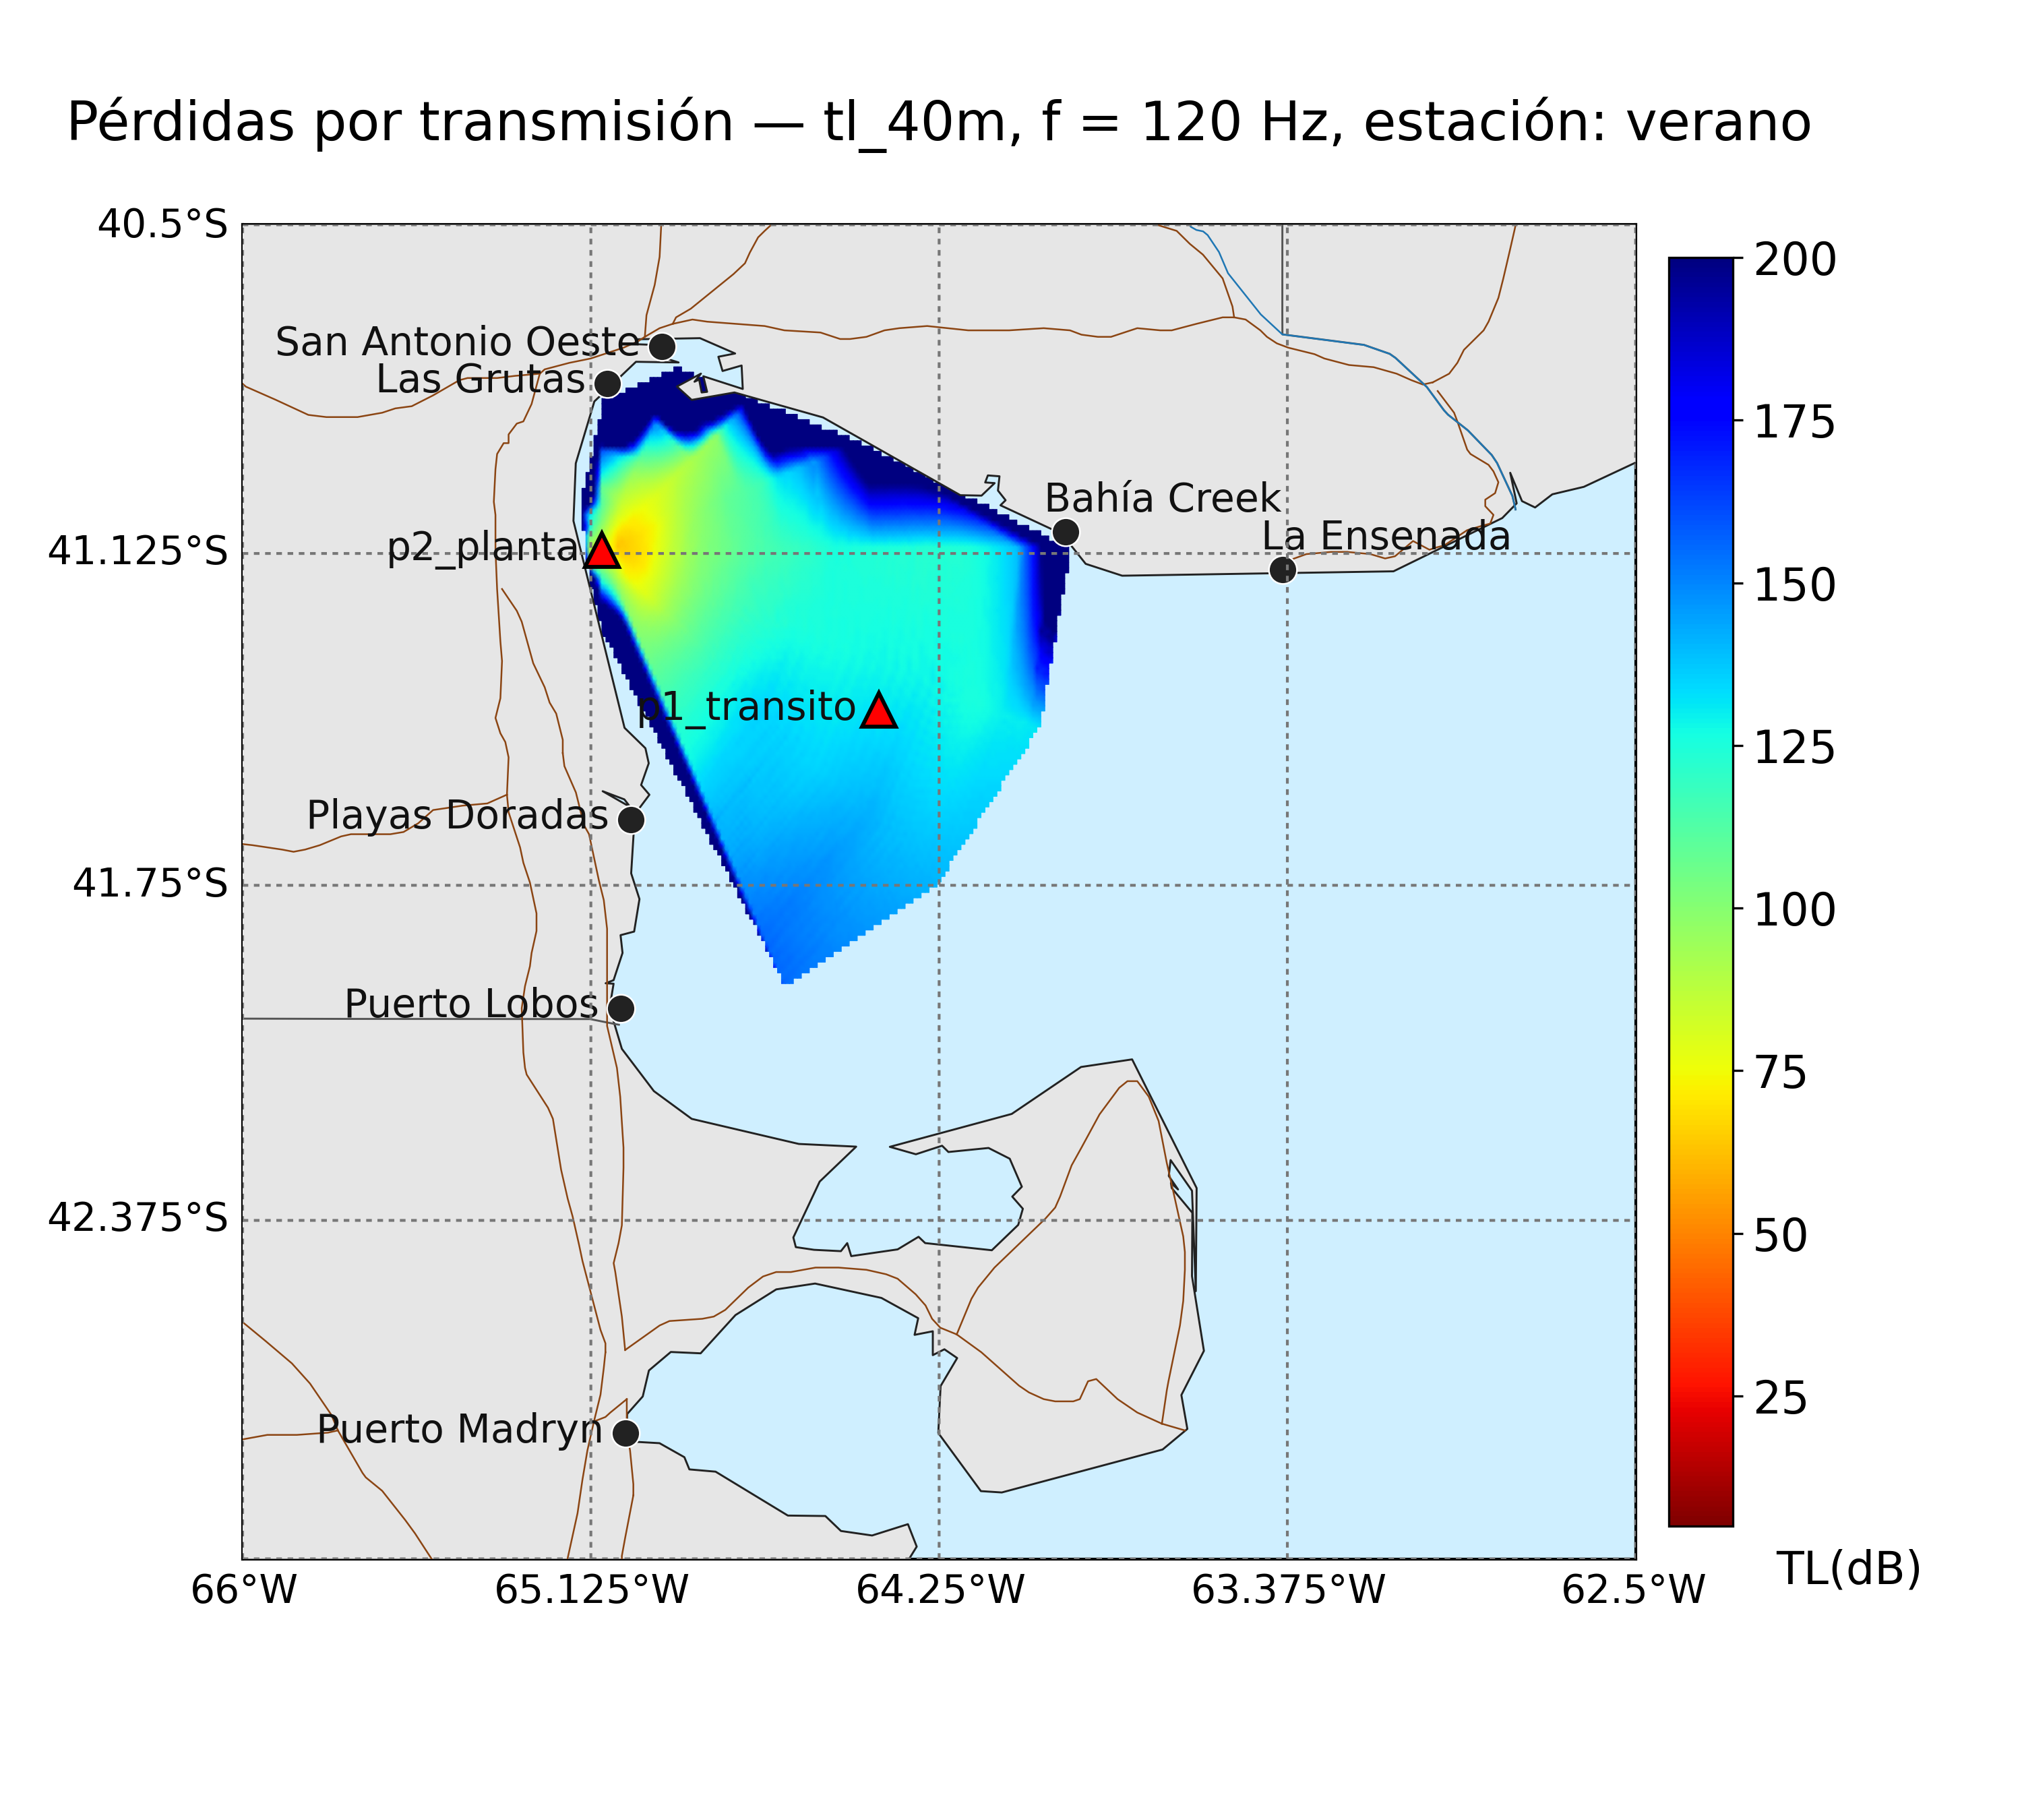 Pérdidas por transmisión — tl_40m, f = 120 Hz, estación: verano
40.5°S
41.125°S
41.75°S
42.375°S
San Antonio Oeste
Las Grutas
Bahía Creek
La Ensenada
p2_planta
p1_transito
Playas Doradas
Puerto Lobos
Puerto Madryn
66°W
65.125°W
64.25°W
63.375°W
62.5°W
200
175
150
125
100
75
50
25
TL(dB)